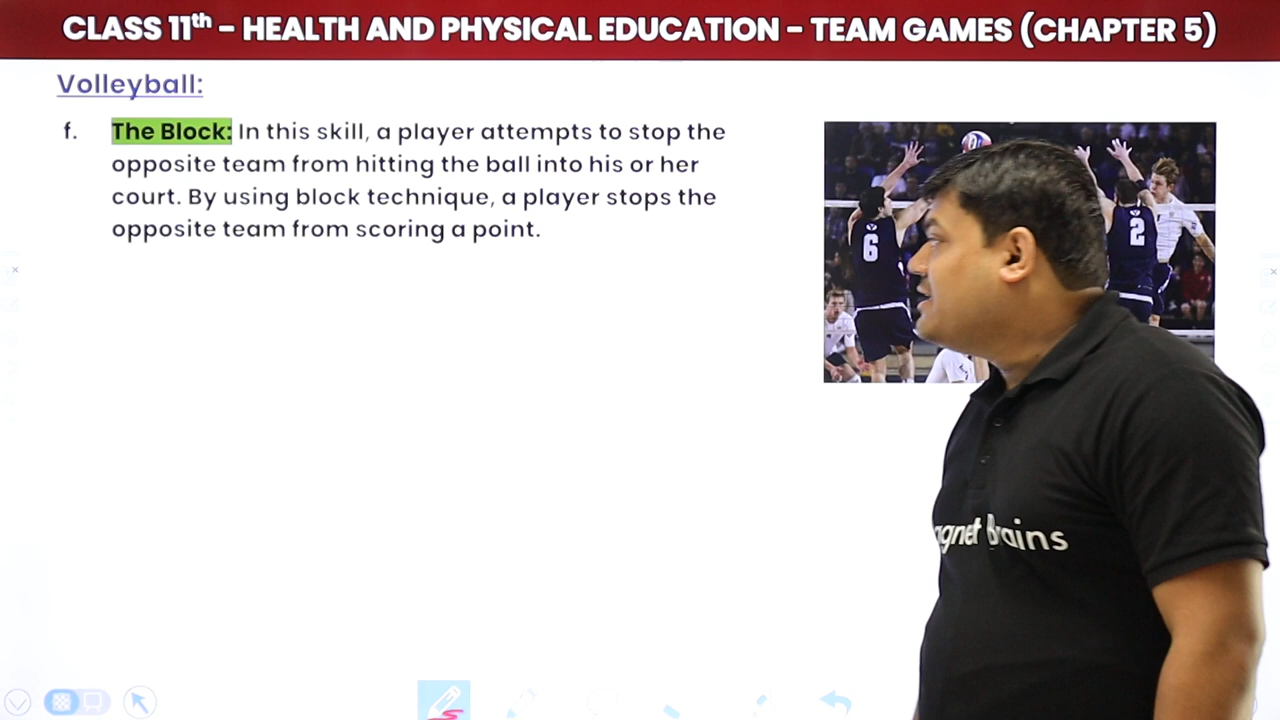 CLASS 11th - HEALTH AND PHYSICAL EDUCATION - TEAM GAMES (CHAPTER 5)
Volleyball:
f. The Block: In this skill, a player attempts to stop the
opposite team from hitting the ball into his or her
court. By using block technique, a player stops the
opposite team from scoring a point.
6
2
agnet Brains